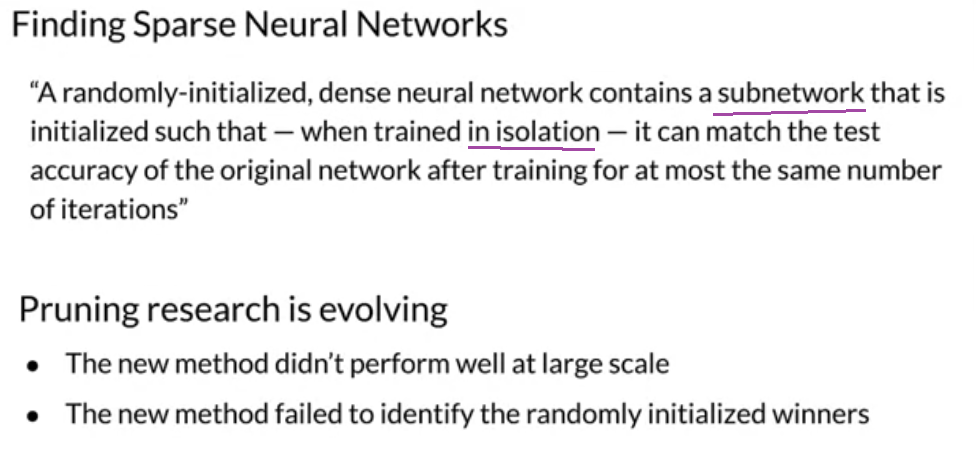 Finding Sparse Neural Networks
“A randomly-initialized, dense neural network contains a subnetwork that is
initialized such that — when trained in isolation — it can match the test
accuracy of the original network after training for at most the same number
of iterations”
Pruning research is evolving
● The new method didn’t perform well at large scale
● The new method failed to identify the randomly initialized winners